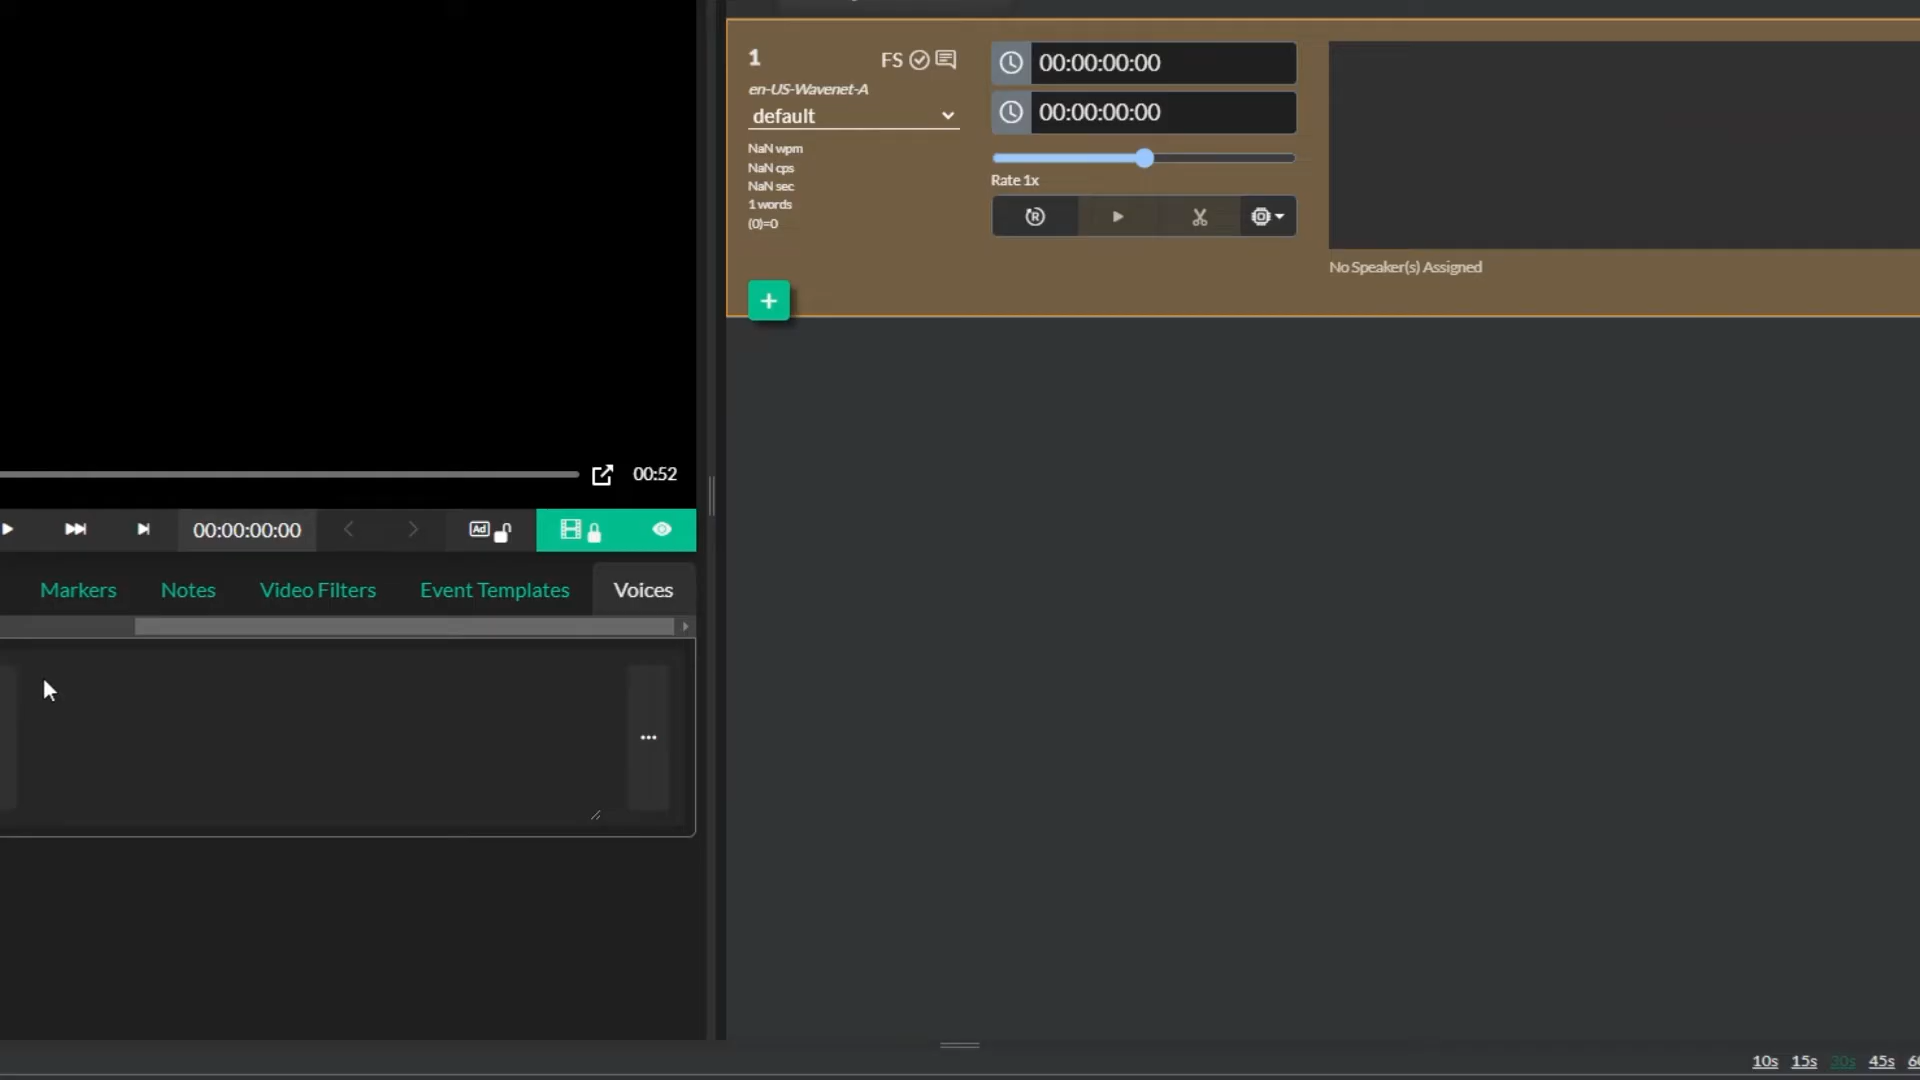 1 FS
en-US-Wavenet-A
default
NaN wpm
NaN cps
NaN sec
1 words
(0)=0
00:00:00:00
00:00:00:00
Rate 1x
No Speaker(s) Assigned
+
00:52
00:00:00:00
Ad
Markers Notes Video Filters Event Templates Voices
...
10s 15s 30s 45s